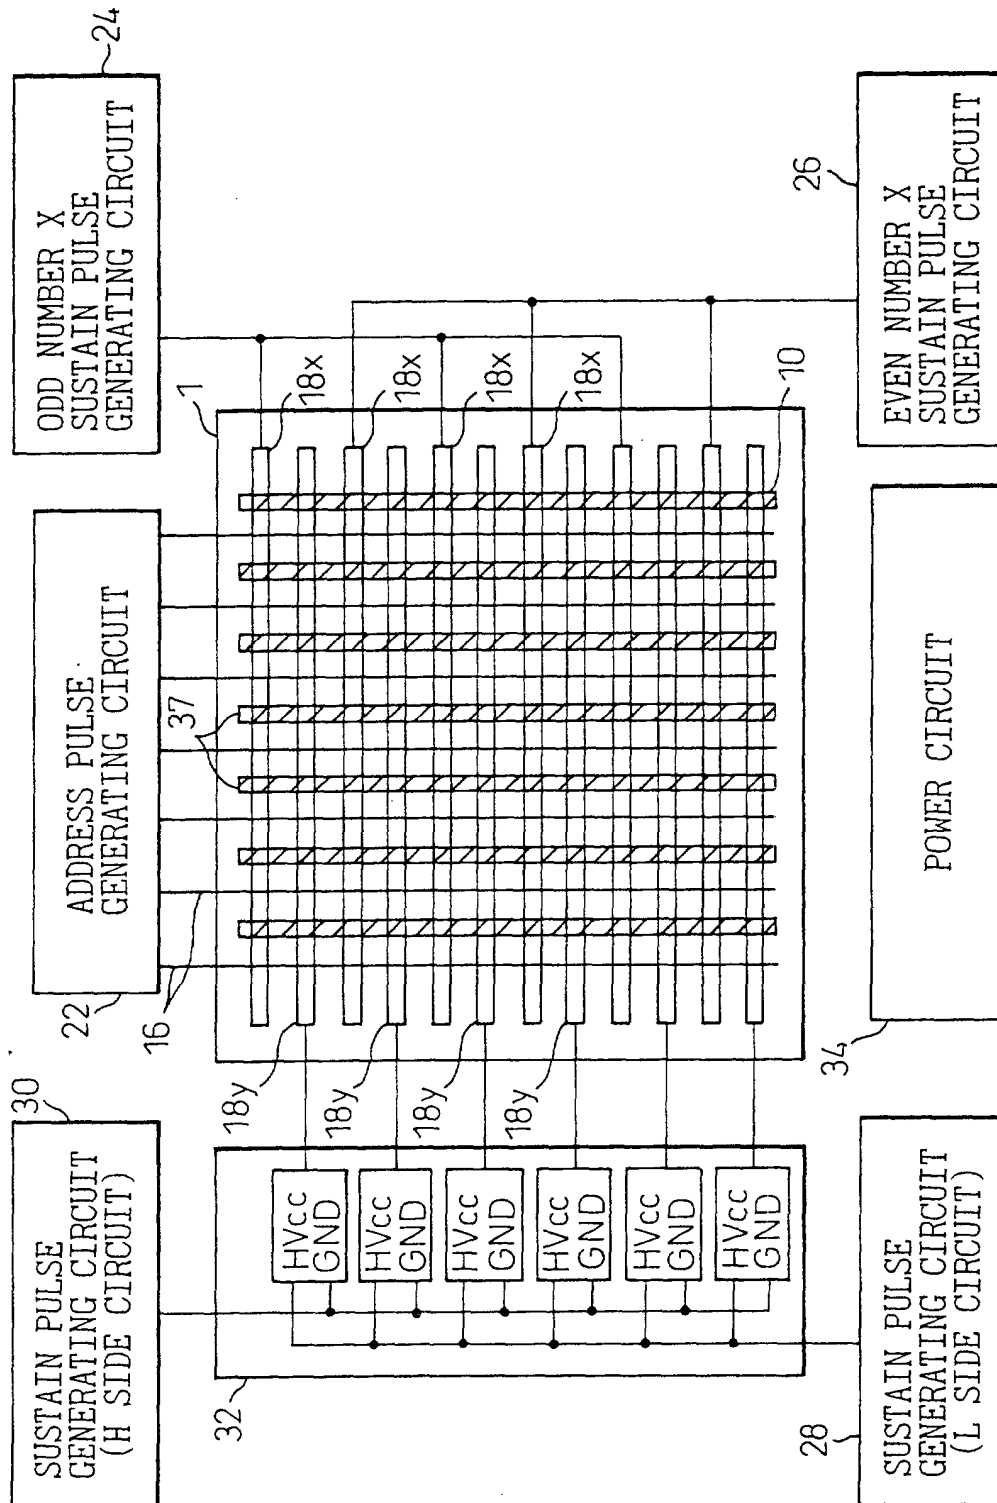 SUSTAIN PULSE
GENERATING CIRCUIT
(H SIDE CIRCUIT)
30
ADDRESS PULSE
GENERATING CIRCUIT
22
ODD NUMBER X
SUSTAIN PULSE
GENERATING CIRCUIT
24
16
37
1
32
18y
18y
18y
18y
HVcc
GND
HVcc
GND
HVcc
GND
HVcc
GND
HVcc
GND
HVcc
GND
18x
18x
18x
18x
10
28
SUSTAIN PULSE
GENERATING CIRCUIT
(L SIDE CIRCUIT)
34
POWER CIRCUIT
26
EVEN NUMBER X
SUSTAIN PULSE
GENERATING CIRCUIT